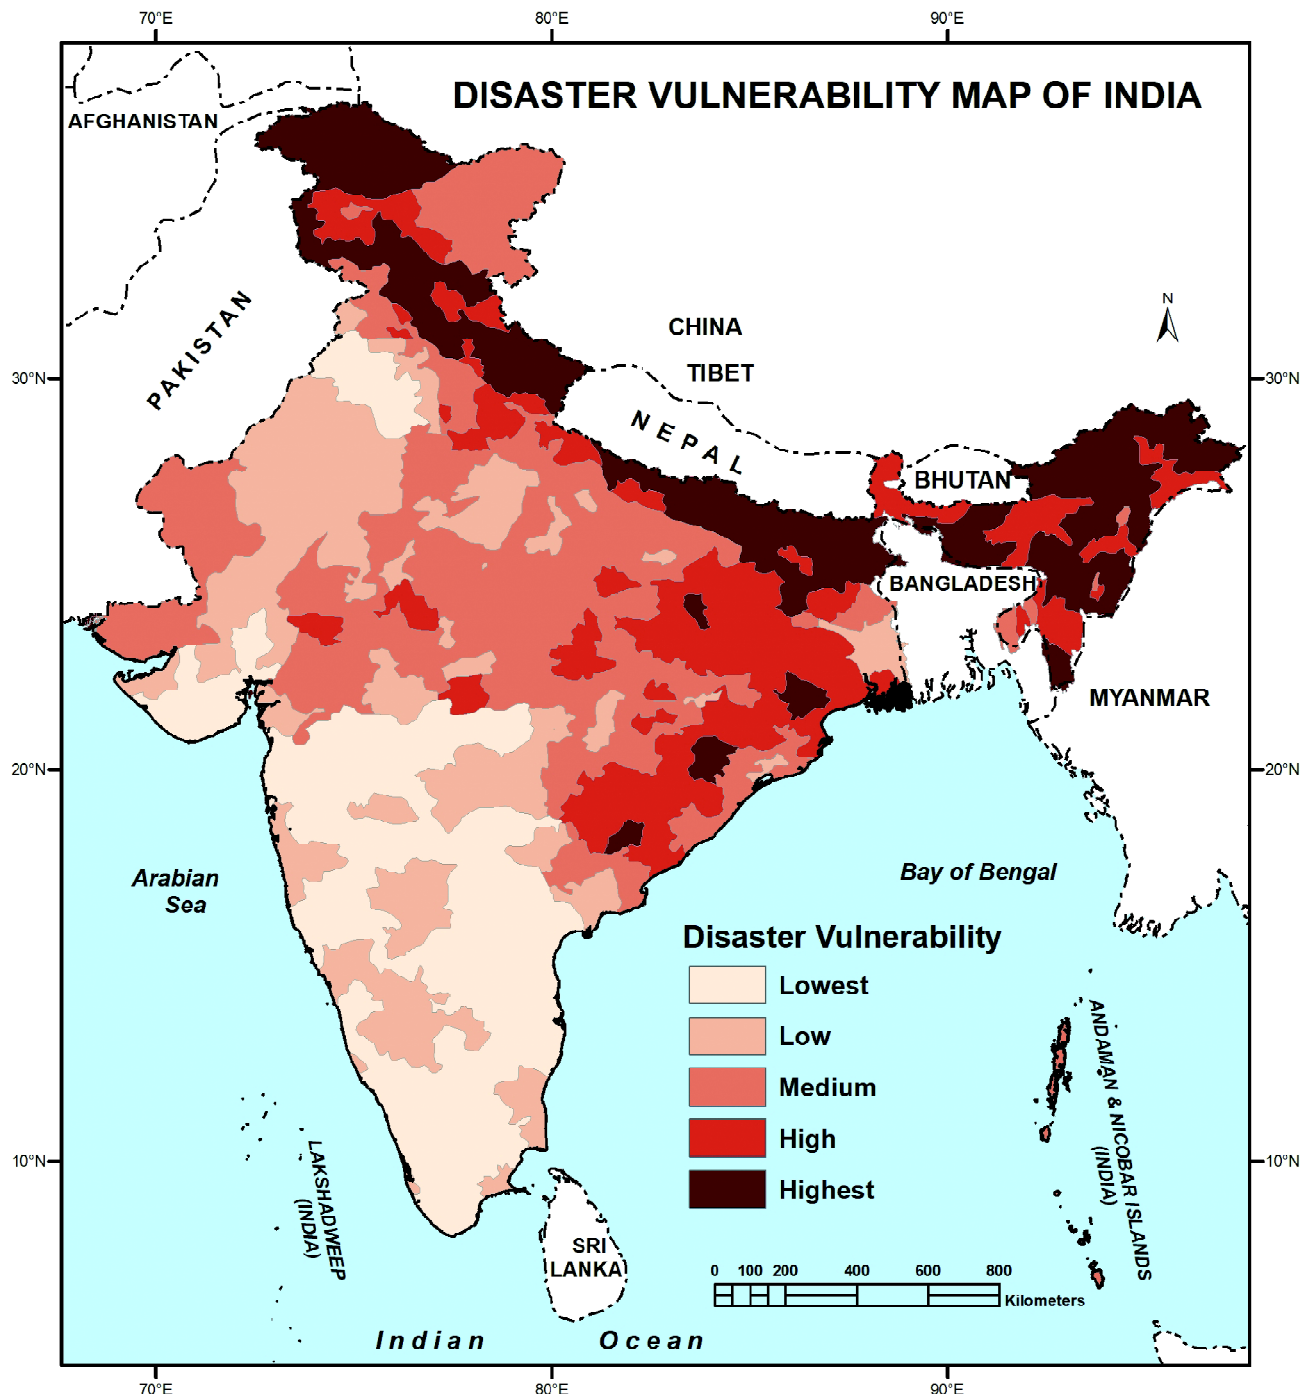 70°E 80°E 90°E
DISASTER VULNERABILITY MAP OF INDIA
AFGHANISTAN
PAKISTAN
CHINA
TIBET
N
30°N
30°N
NEPAL
BHUTAN
BANGLADESH
MYANMAR
20°N
20°N
Arabian
Sea
Bay of Bengal
Disaster Vulnerability
Lowest
Low
Medium
High
Highest
ANDAMAN & NICOBAR ISLANDS
(INDIA)
LAKSHADWEEP
(INDIA)
10°N
10°N
SRI
LANKA
0 100 200 400 600 800
Kilometers
Indian Ocean
70°E 80°E 90°E